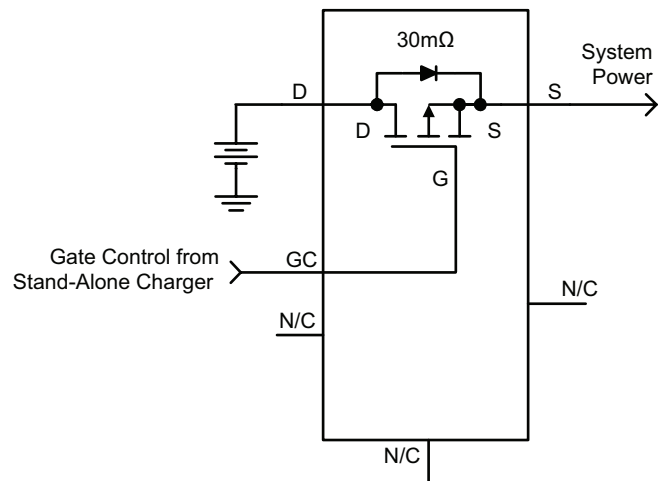 30mΩ
System
Power
D
S
D
S
G
Gate Control from
Stand-Alone Charger
GC
N/C
N/C
N/C